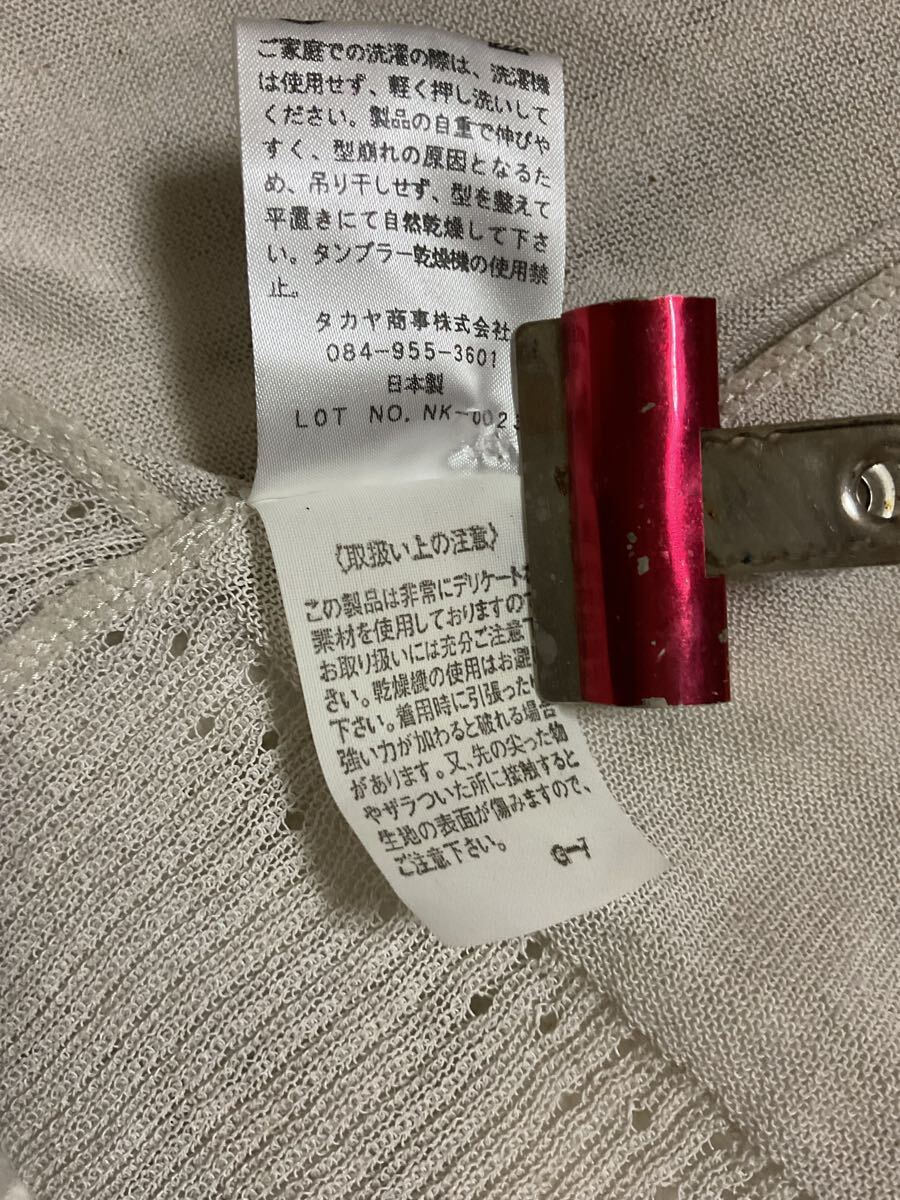 ご家庭での洗濯の際は、洗濯機
は使用せず、軽く押し洗いして
ください。製品の自重で伸びや
すく、型崩れの原因となるた
め、吊り干しせず、型を整えて
平置きにて自然乾燥して下さ
い。タンブラー乾燥機の使用禁
止。
タカヤ商事株式会社
084-955-3601
日本製
LOT NO. NK-002
《取扱い上の注意》
この製品は非常にデリケート
素材を使用しておりますので
お取り扱いには充分ご注意下
さい。乾燥機の使用はお避
下さい。着用時に引張った
強い力が加わると破れる場合
があります。又、先の尖った物
やザラついた所に接触すると
生地の表面が傷みますので、
ご注意下さい。
G-7